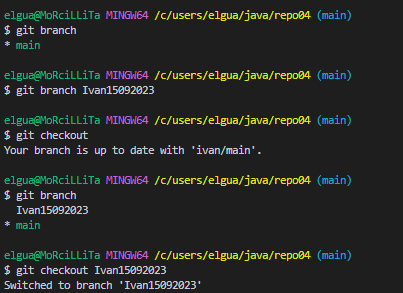 elgua@MoRciLLiTa MINGW64 /c/users/elgua/java/repo04 (main)
$ git branch
* main
elgua@MoRciLLiTa MINGW64 /c/users/elgua/java/repo04 (main)
$ git branch Ivan15092023
elgua@MoRciLLiTa MINGW64 /c/users/elgua/java/repo04 (main)
$ git checkout
Your branch is up to date with 'ivan/main'.
elgua@MoRciLLiTa MINGW64 /c/users/elgua/java/repo04 (main)
$ git branch
  Ivan15092023
* main
elgua@MoRciLLiTa MINGW64 /c/users/elgua/java/repo04 (main)
$ git checkout Ivan15092023
Switched to branch 'Ivan15092023'